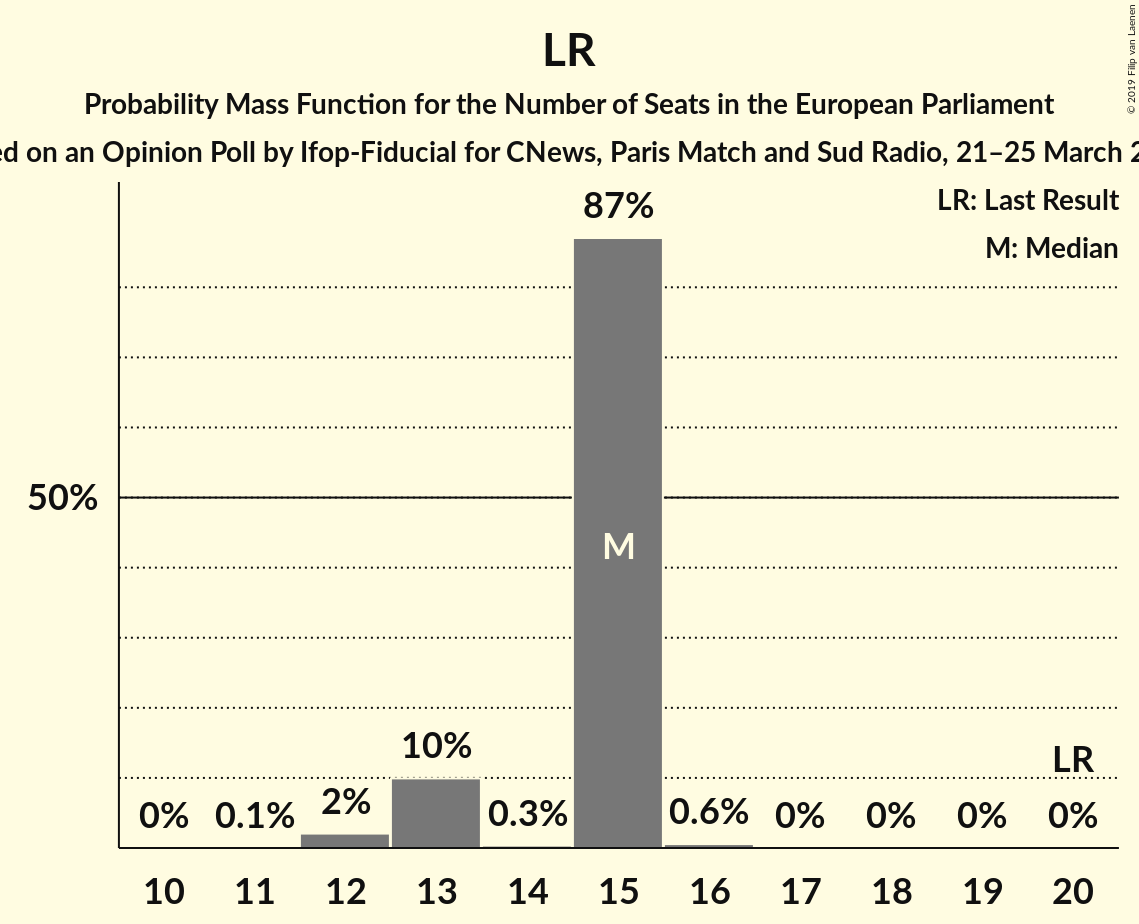 LR
Probability Mass Function for the Number of Seats in the European Parliament
on an Opinion Poll by Ifop-Fiducial for CNews, Paris Match and Sud Radio, 21–25 March
© 2019 Filip van Laenen
LR: Last Result
M: Median
87%
50%
M
10%
LR
0% 0.1% 2% 0.3% 0.6% 0% 0% 0% 0%
10 11 12 13 14 15 16 17 18 19 20